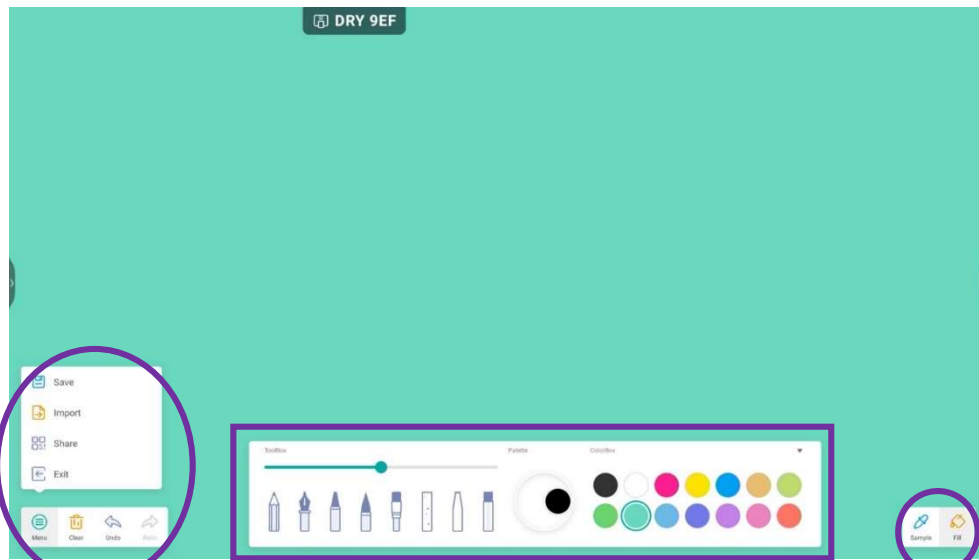 DRY 9EF
Save
Import
Share
Exit
Menu Clear Undo Redo
ToolBox Palette ColorBox
Sample Fill